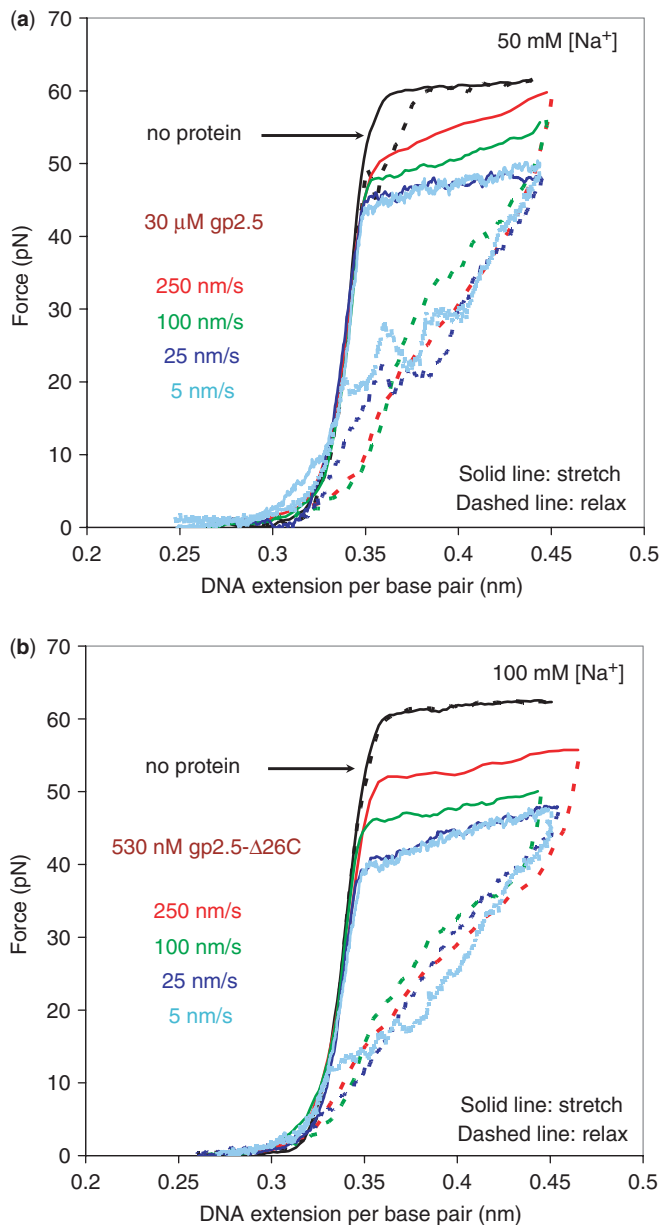 (a)
70
60
50
40
30
20
10
0
Force (pN)
50 mM [Na⁺]
no protein
30 μM gp2.5
250 nm/s
100 nm/s
25 nm/s
5 nm/s
Solid line: stretch
Dashed line: relax
0.2 0.25 0.3 0.35 0.4 0.45 0.5
DNA extension per base pair (nm)
(b)
70
60
50
40
30
20
10
0
Force (pN)
100 mM [Na⁺]
no protein
530 nM gp2.5-Δ26C
250 nm/s
100 nm/s
25 nm/s
5 nm/s
Solid line: stretch
Dashed line: relax
0.2 0.25 0.3 0.35 0.4 0.45 0.5
DNA extension per base pair (nm)